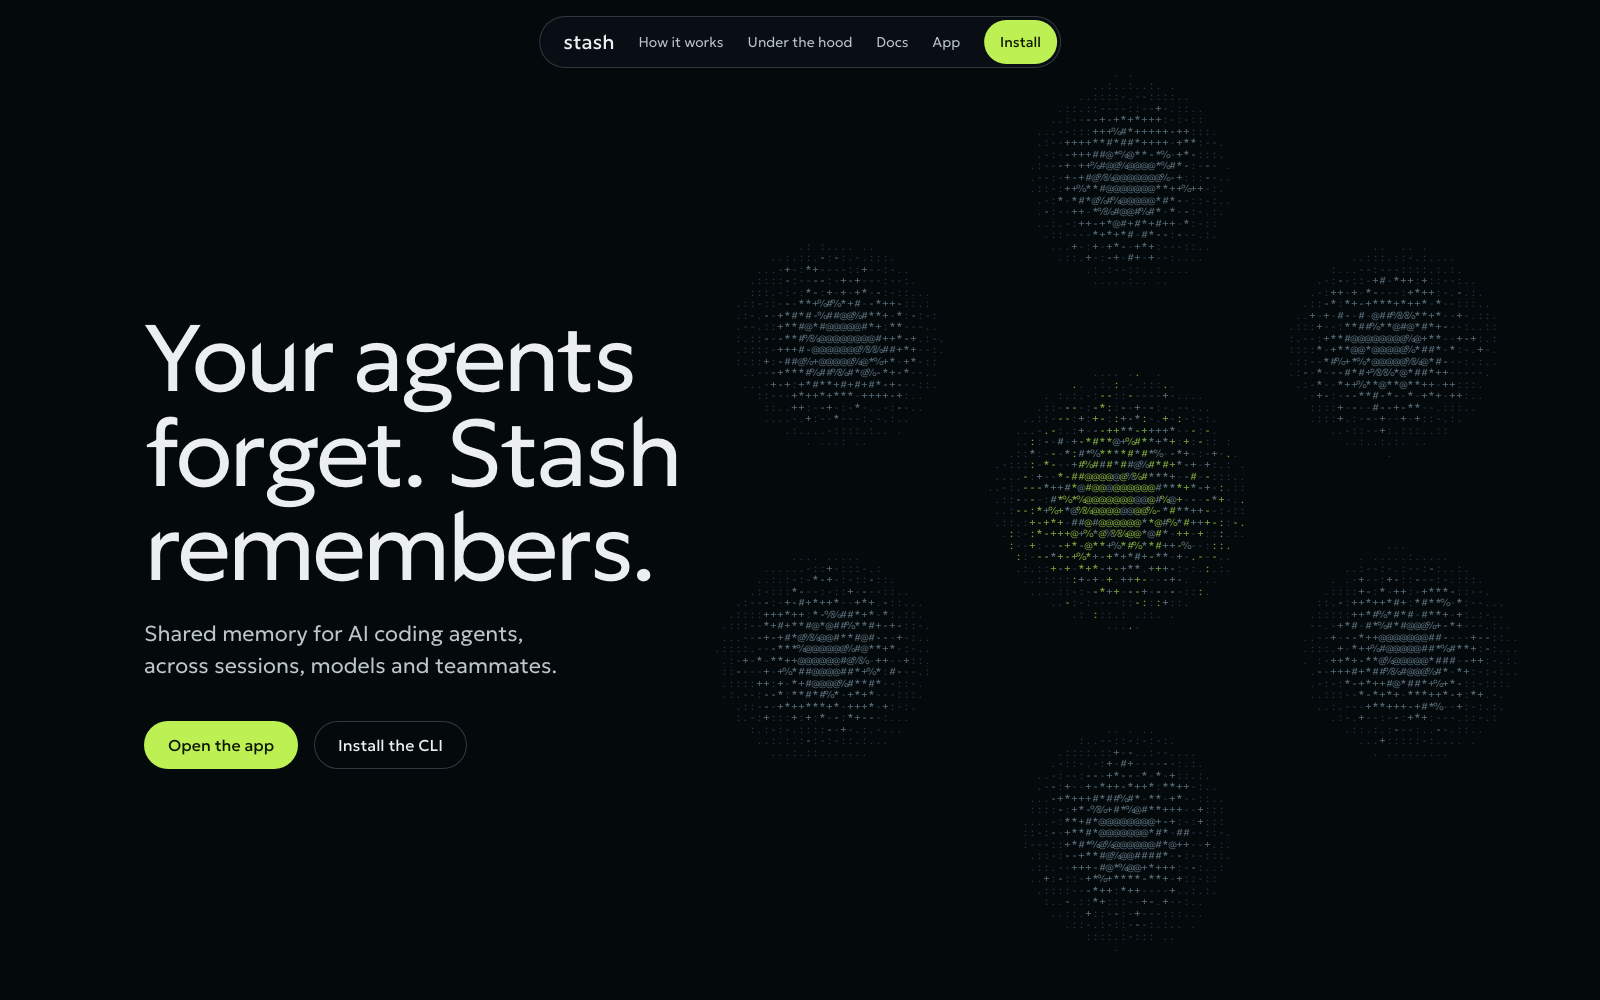 stash
How it works
Under the hood
Docs
App
Install
Your agents
forget. Stash
remembers.
Shared memory for AI coding agents,
across sessions, models and teammates.
Open the app
Install the CLI